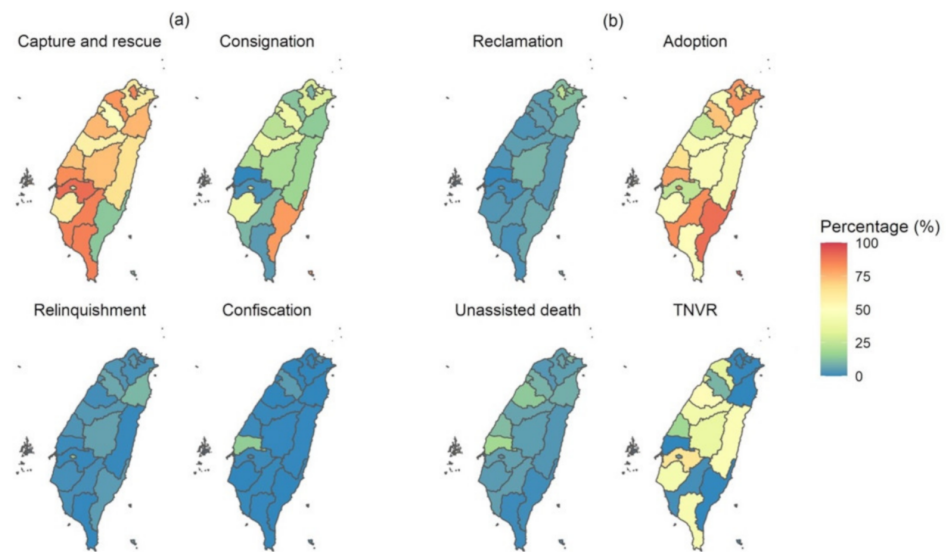 (a)
(b)
Capture and rescue
Consignation
Reclamation
Adoption
Percentage (%)
100
75
50
25
0
Relinquishment
Confiscation
Unassisted death
TNVR